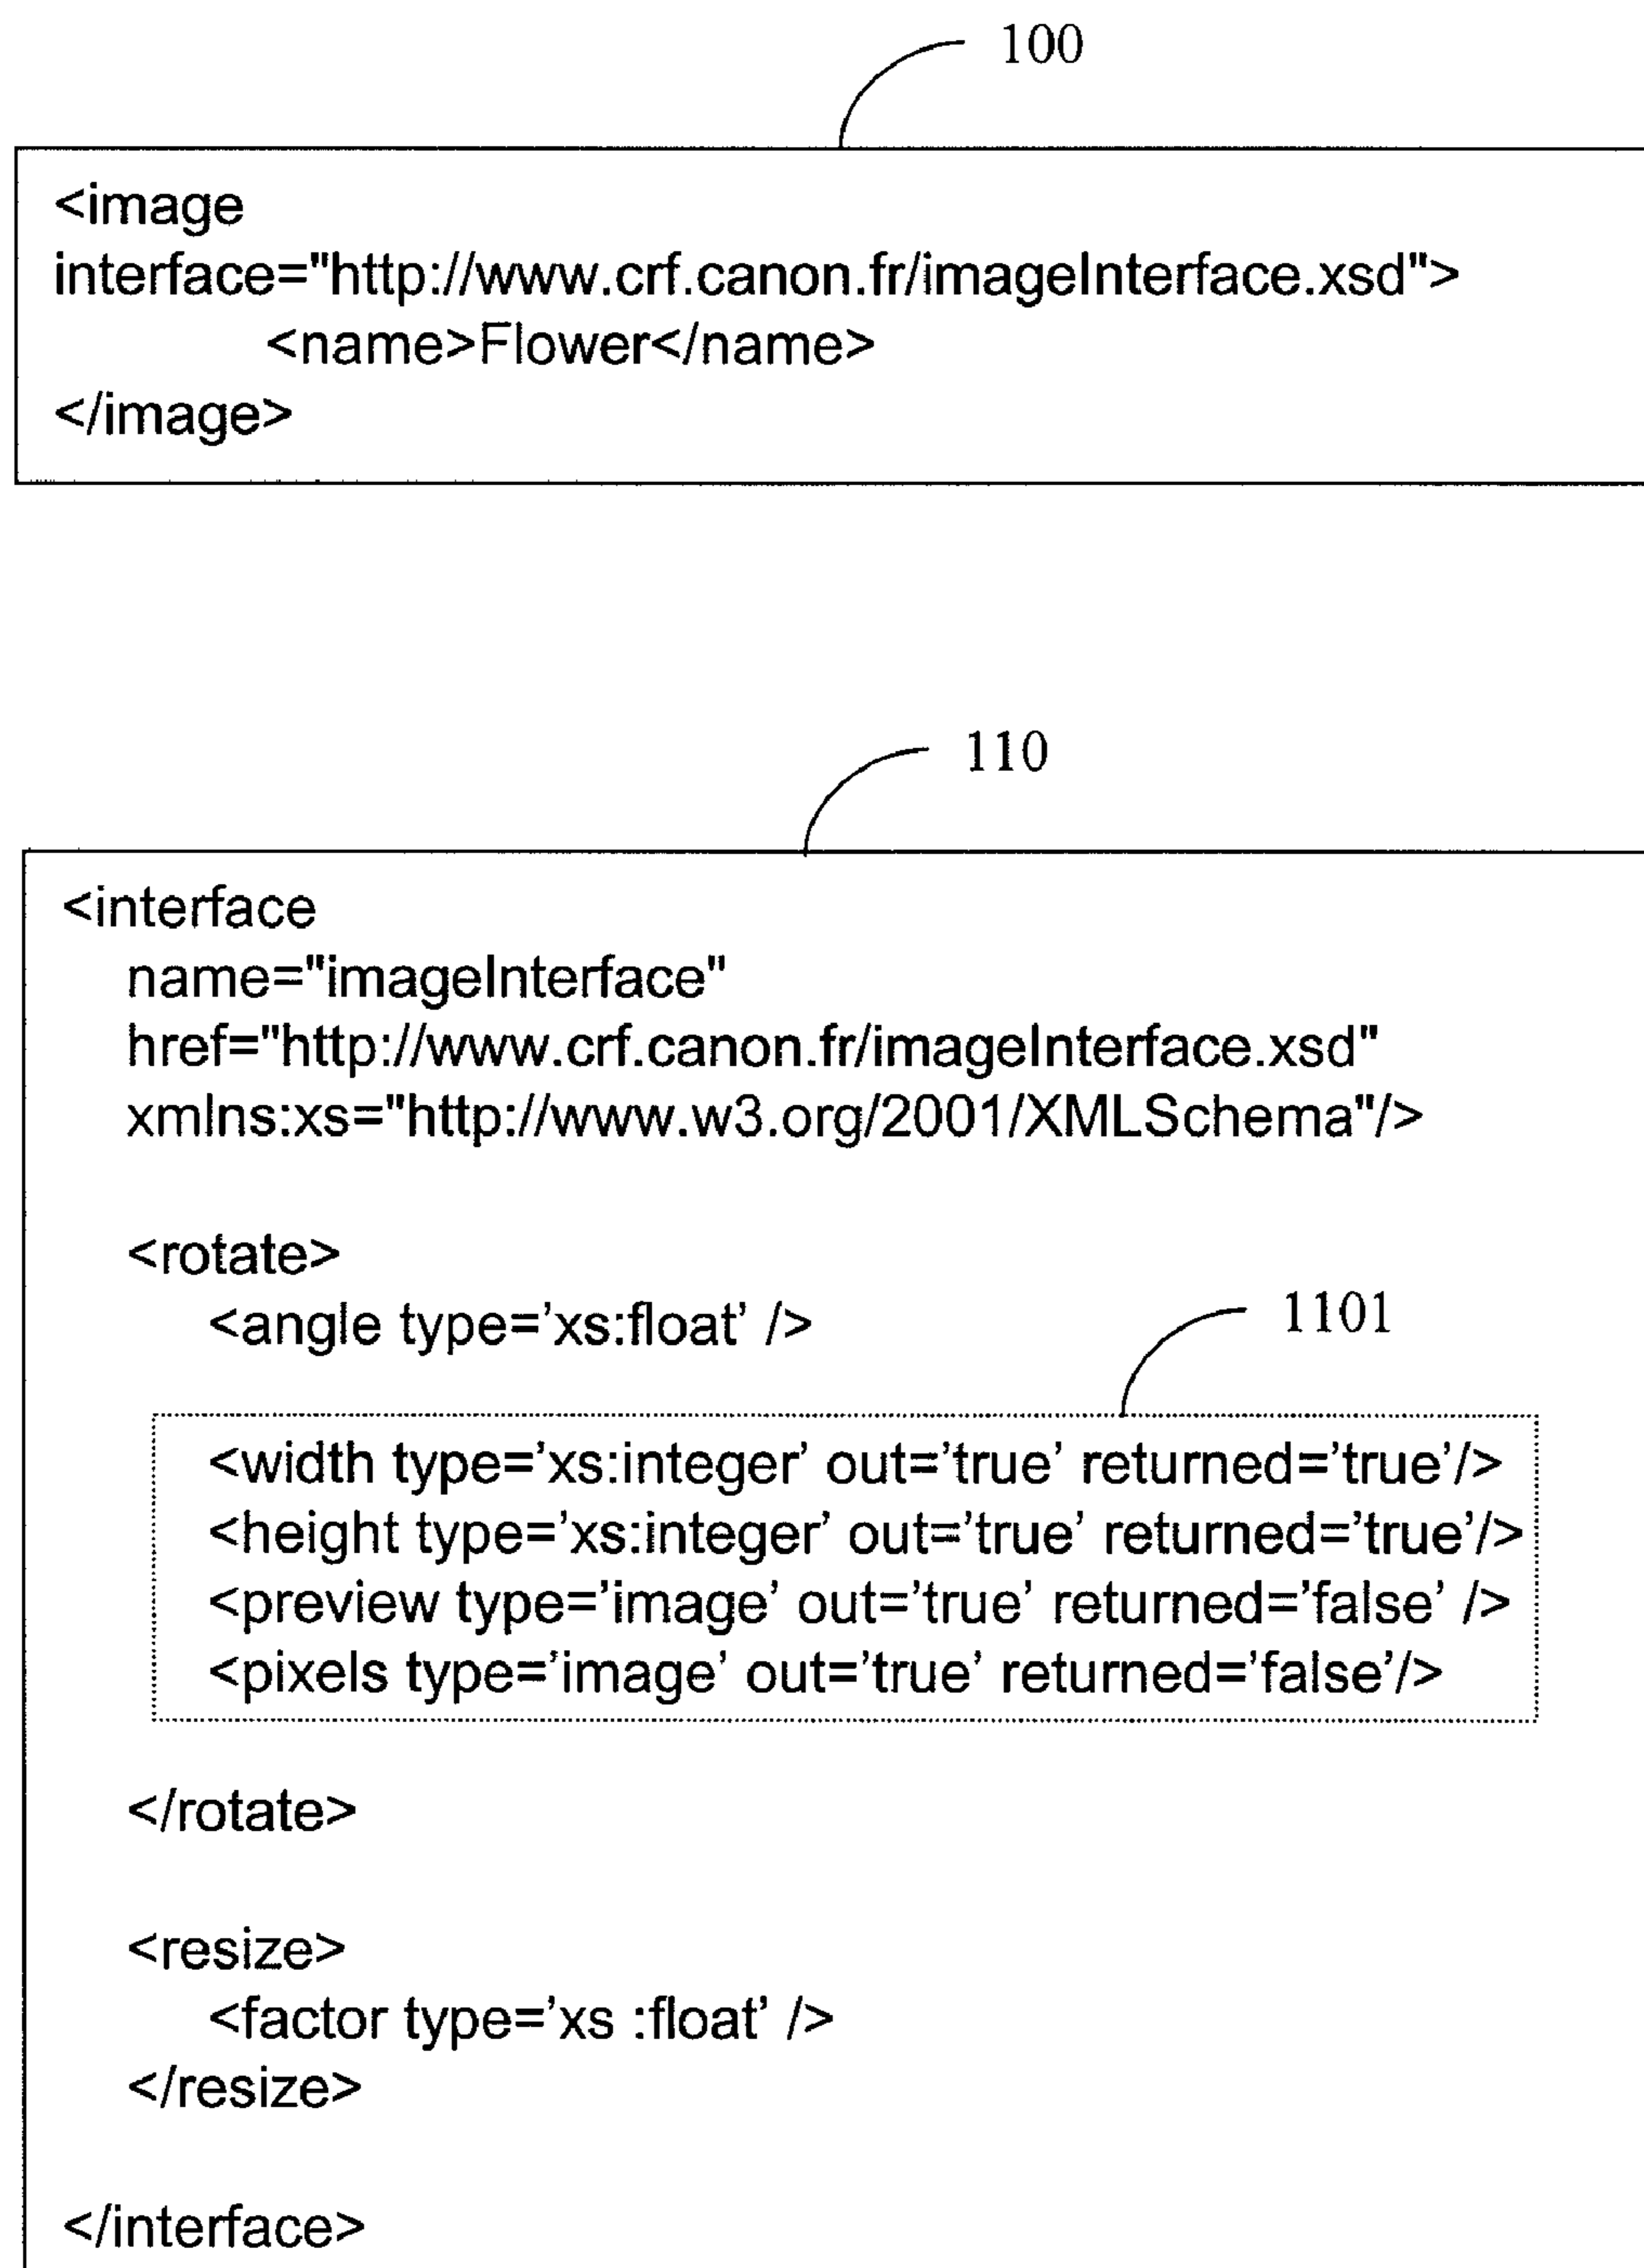 100
<image
interface="http://www.crf.canon.fr/imageInterface.xsd">
<name>Flower</name>
</image>
110
<interface
name="imageInterface"
href="http://www.crf.canon.fr/imageInterface.xsd"
xmlns:xs="http://www.w3.org/2001/XMLSchema"/>
<rotate>
<angle type=’xs:float’ />
1101
<width type=’xs:integer’ out=’true’ returned=’true’/>
<height type=’xs:integer’ out=’true’ returned=’true’/>
<preview type=’image’ out=’true’ returned=’false’ />
<pixels type=’image’ out=’true’ returned=’false’/>
</rotate>
<resize>
<factor type=’xs :float’ />
</resize>
</interface>